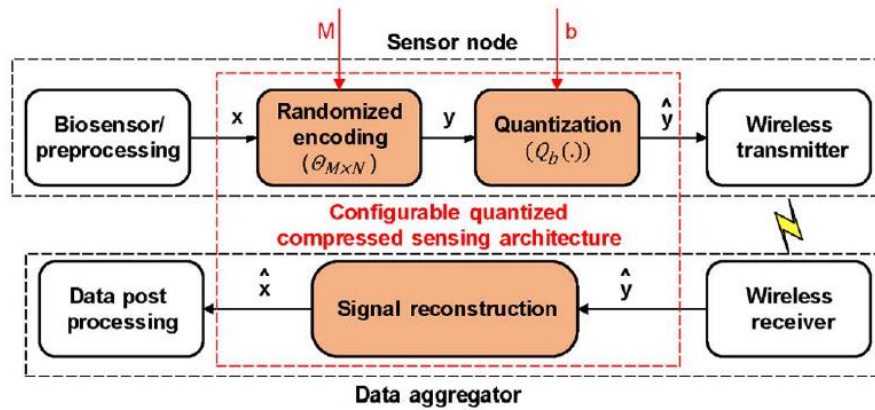 M
b
Sensor node
Biosensor/
preprocessing
x
Randomized
encoding
(Θ_{M×N})
y
Quantization
(Q_b(.))
ŷ
Wireless
transmitter
Configurable quantized
compressed sensing architecture
Data post
processing
x̂
Signal reconstruction
ŷ
Wireless
receiver
Data aggregator